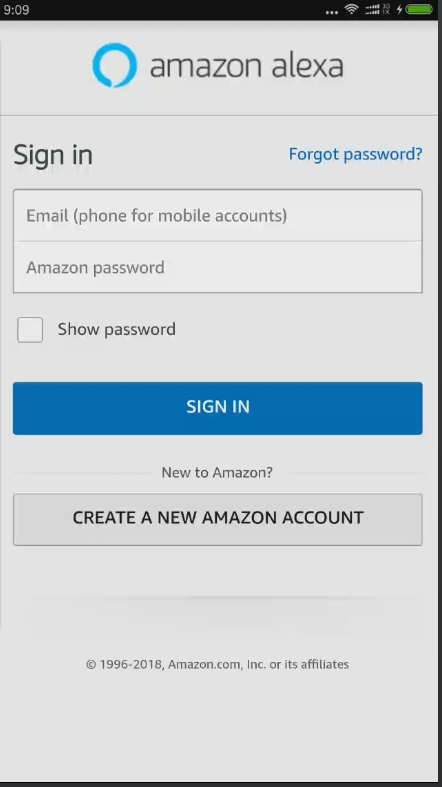 9:09
amazon alexa
Sign in
Forgot password?
Email (phone for mobile accounts)
Amazon password
Show password
SIGN IN
New to Amazon?
CREATE A NEW AMAZON ACCOUNT
© 1996-2018, Amazon.com, Inc. or its affiliates